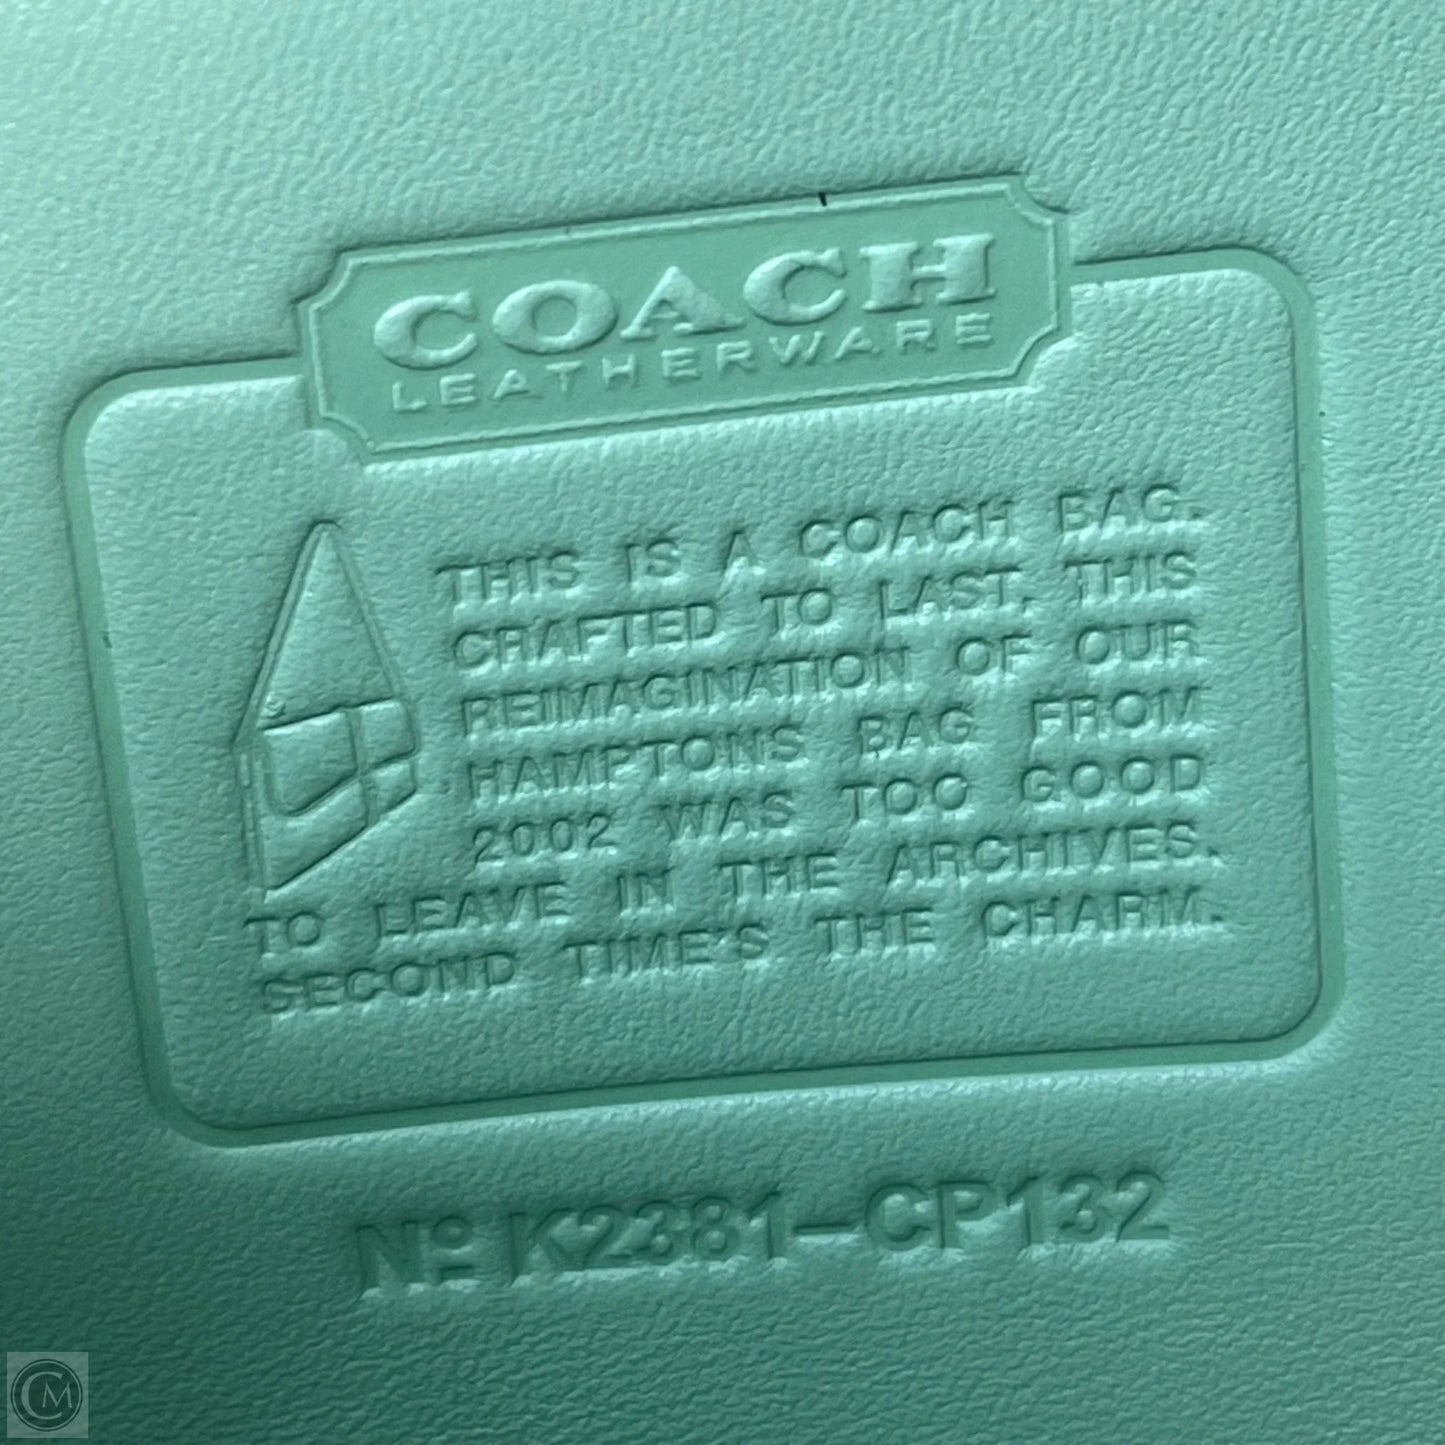 COACH
LEATHERWARE
THIS IS A COACH BAG.
CRAFTED TO LAST, THIS
REIMAGINATION OF OUR
HAMPTONS BAG FROM
2002 WAS TOO GOOD
TO LEAVE IN THE ARCHIVES.
SECOND TIME'S THE CHARM.
Nº K2381-CP132
CM